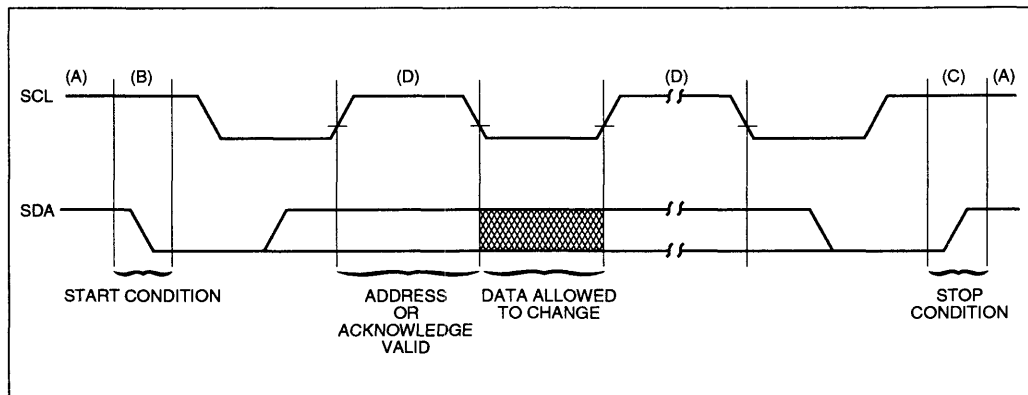 (A) (B) (D) (D) (C) (A)
SCL
SDA
START CONDITION
ADDRESS
OR
ACKNOWLEDGE
VALID
DATA ALLOWED
TO CHANGE
STOP
CONDITION